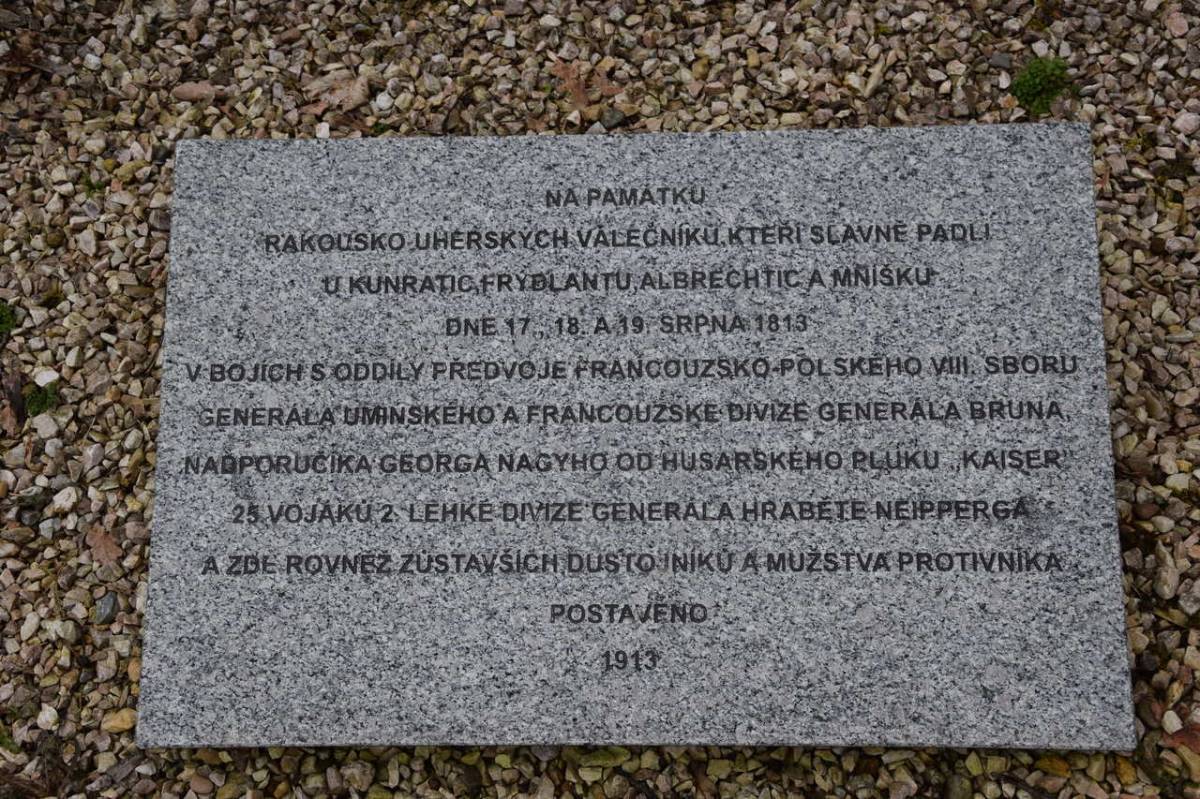 NA PAMÁTKU
RAKOUSKO-UHERSKÝCH VÁLEČNÍKŮ, KTEŘÍ SLAVNĚ PADLI
U KUNRATIC, FRÝDLANTU, ALBRECHTIC A MNÍŠKU
DNE 17., 18. A 19. SRPNA 1813
V BOJÍCH S ODDÍLY PŘEDVOJE FRANCOUZSKO-POLSKÉHO VIII. SBORU
GENERÁLA UMINSKÉHO A FRANCOUZSKÉ DIVIZE GENERÁLA BRUNA,
NADPORUČÍKA GEORGA NAGYHO OD HUSARSKÉHO PLUKU „KAISER“
25 VOJÁKŮ 2. LEHKÉ DIVIZE GENERÁLA HRABĚTE NEIPPERGA
A ZDE ROVNĚŽ ZŮSTAVŠÍCH DŮSTOJNÍKŮ A MUŽSTVA PROTIVNÍKA
POSTAVENO
1913